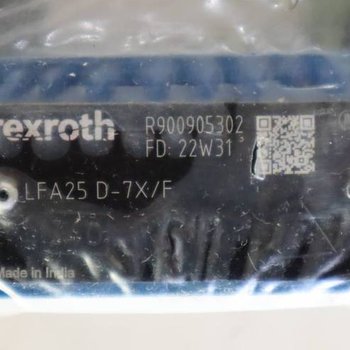 rexroth
R900905302
FD: 22W31
LFA25 D-7X/F
Made in India